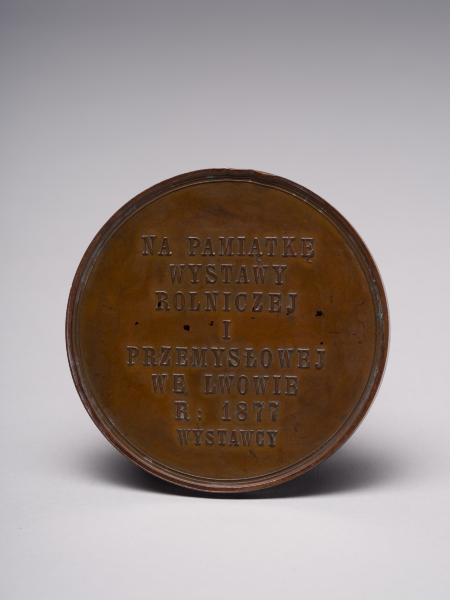 NA PAMIĄTKĘ
WYSTAWY
ROLNICZEJ
I
PRZEMYSŁOWEJ
WE LWOWIE
R: 1877
WYSTAWCY